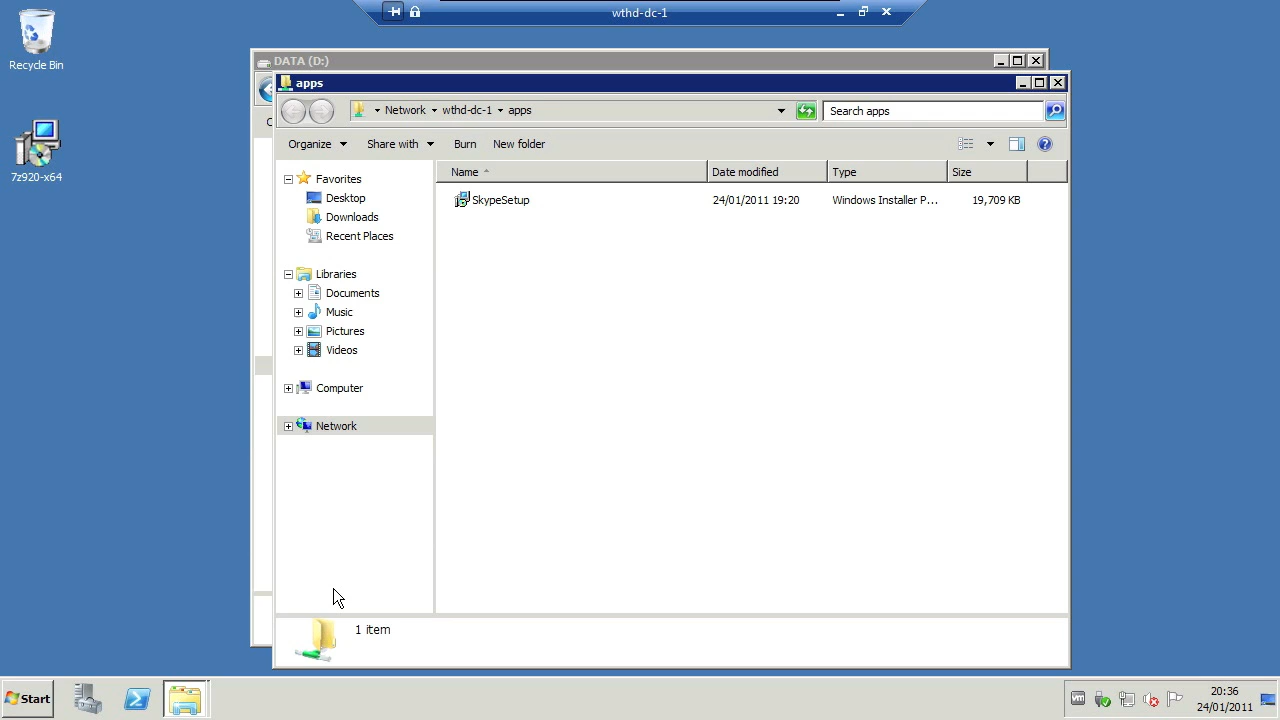 wthd-dc-1
Recycle Bin
7z920-x64
DATA (D:)
apps
Network wthd-dc-1 apps
Search apps
Organize Share with Burn New folder
Name Date modified Type Size
SkypeSetup 24/01/2011 19:20 Windows Installer P... 19,709 KB
Favorites
Desktop
Downloads
Recent Places
Libraries
Documents
Music
Pictures
Videos
Computer
Network
1 item
Start
20:36
24/01/2011